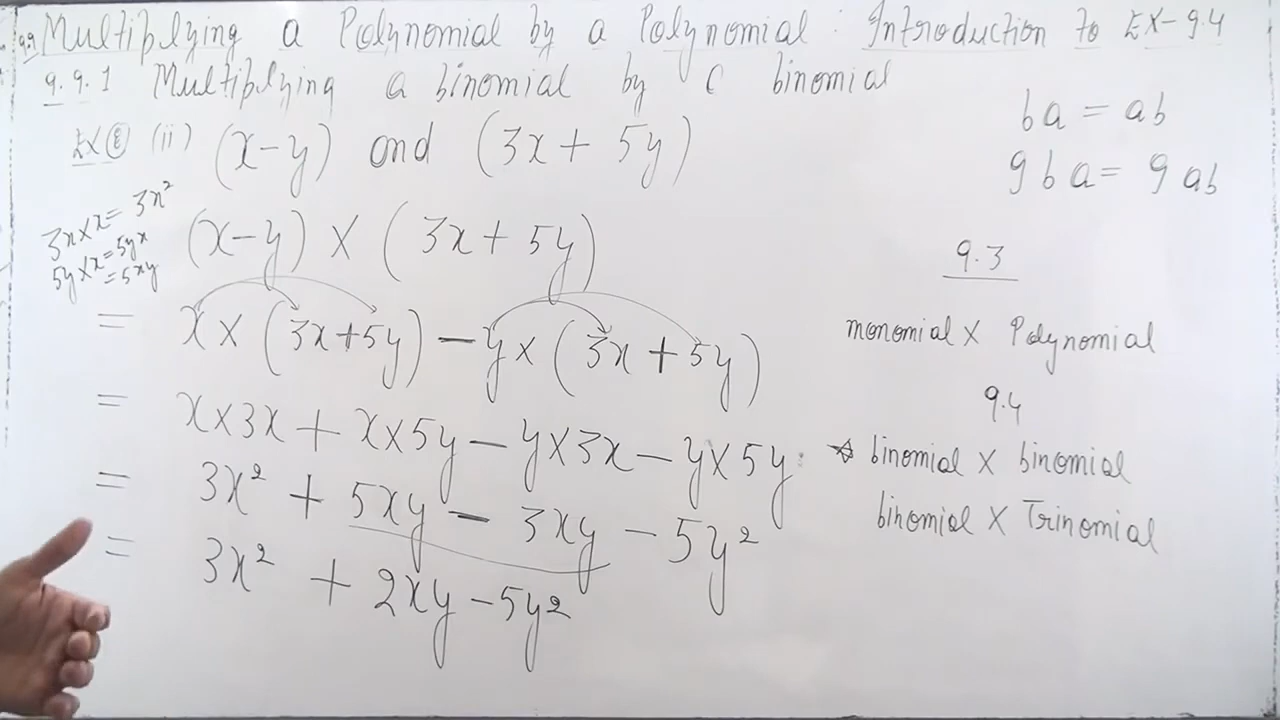 9.9 Multiplying a Polynomial by a Polynomial : Introduction to EX-9.4
9.9.1 Multiplying a binomial by C binomial
EX 8 (ii) (x-y) and (3x + 5y)
3x×x= 3x²
5y×x=5yx
=5xy
(x-y) × (3x + 5y)
= x × (3x+5y) - y × (3x + 5y)
= x×3x + x×5y - y×3x - y×5y
= 3x² + 5xy - 3xy - 5y²
= 3x² + 2xy - 5y²
ba = ab
9ba = 9ab
9.3
monomial × Polynomial
9.4
☆ binomial × binomial
binomial × Trinomial